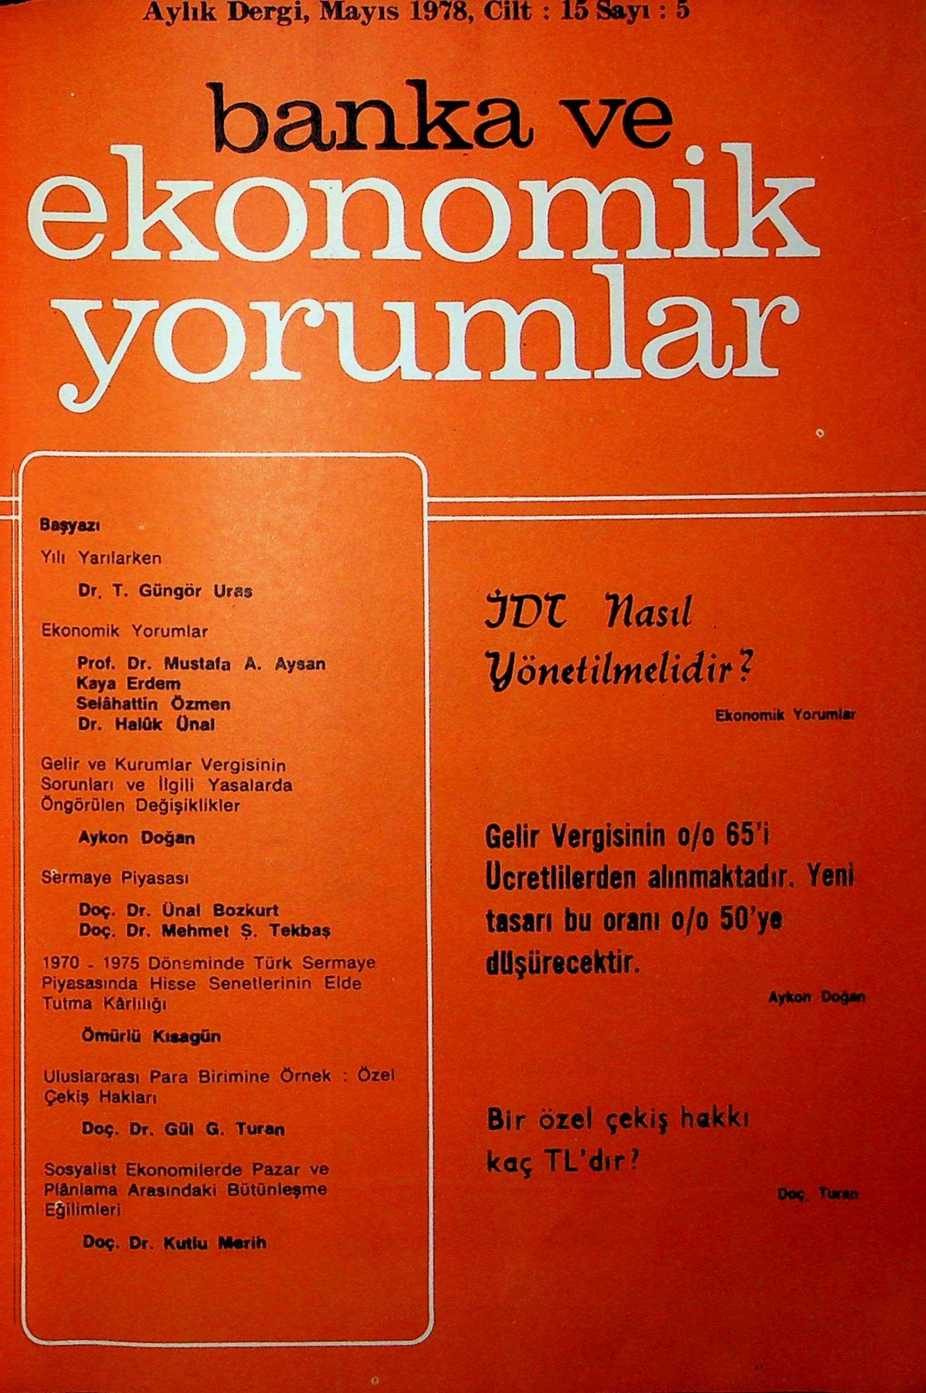 Aylık Dergi, Mayıs 1978, Cilt : 15 Sayı : 5
banka ve
ekonomik
yorumlar
Başyazı
Yılı Yarılarken
Dr. T. Güngör Uras
Ekonomik Yorumlar
Prof. Dr. Mustafa A. Aysan
Kaya Erdem
Selâhattin Özmen
Dr. Halûk Ünal
Gelir ve Kurumlar Vergisinin
Sorunları ve İlgili Yasalarda
Öngörülen Değişiklikler
Aykon Doğan
Sermaye Piyasası
Doç. Dr. Ünal Bozkurt
Doç. Dr. Mehmet Ş. Tekbaş
1970 - 1975 Döneminde Türk Sermaye
Piyasasında Hisse Senetlerinin Elde
Tutma Kârlılığı
Ömürlü Kısagün
Uluslararası Para Birimine Örnek : Özel
Çekiş Hakları
Doç. Dr. Gül G. Turan
Sosyalist Ekonomilerde Pazar ve
Plânlama Arasındaki Bütünleşme
Eğilimleri
Doç. Dr. Kutlu Merih
İDT Nasıl
Yönetilmelidir?
Ekonomik Yorumlar
Gelir Vergisinin o/o 65'i
Ücretlilerden alınmaktadır. Yeni
tasarı bu oranı o/o 50'ye
düşürecektir.
Aykon Doğan
Bir özel çekiş hakkı
kaç TL'dır?
Doç. Turan